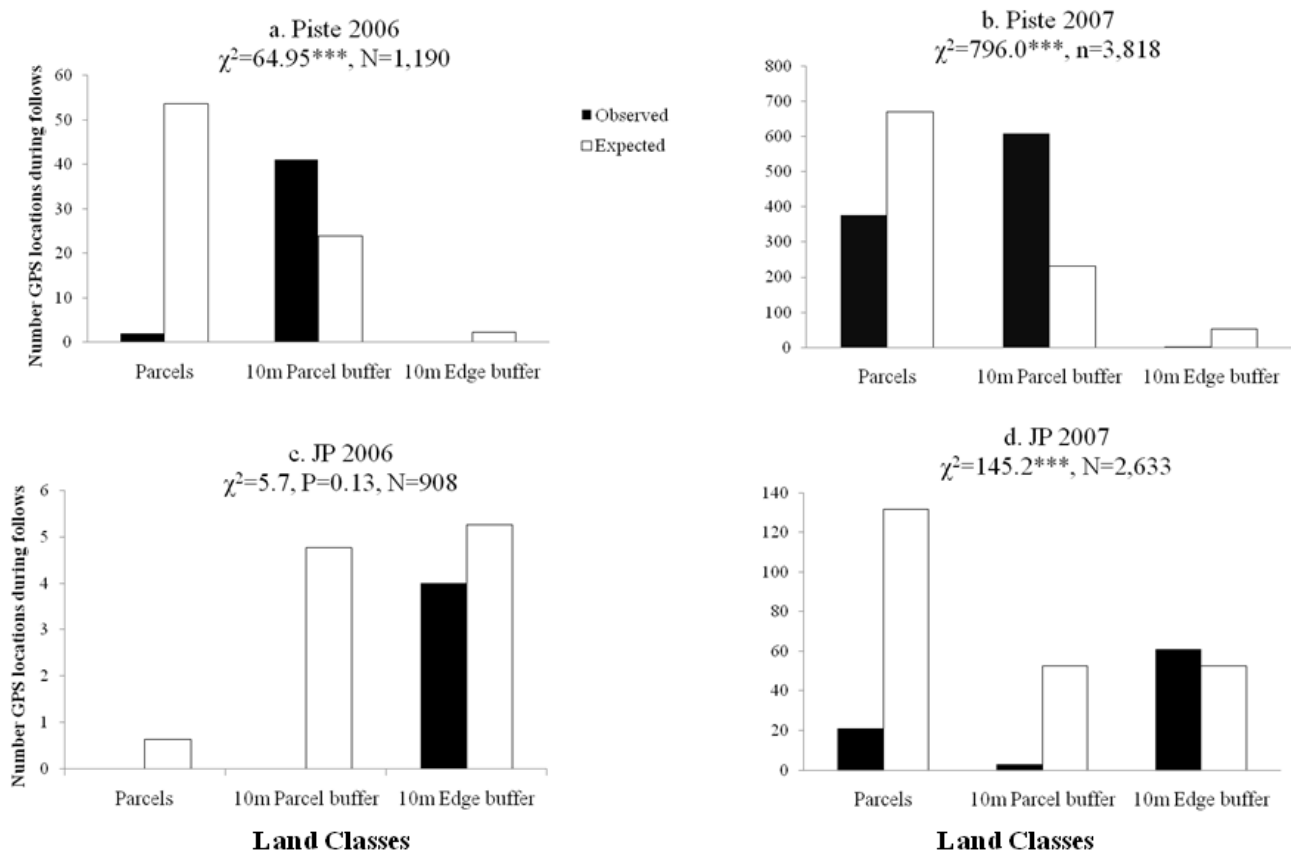 a. Piste 2006
χ²=64.95***, N=1,190
Number GPS locations during follows
60
50
40
30
20
10
0
Parcels 10m Parcel buffer 10m Edge buffer
Observed
Expected
b. Piste 2007
χ²=796.0***, n=3,818
800
700
600
500
400
300
200
100
0
Parcels 10m Parcel buffer 10m Edge buffer
c. JP 2006
χ²=5.7, P=0.13, N=908
Number GPS locations during follows
6
5
4
3
2
1
0
Parcels 10m Parcel buffer 10m Edge buffer
Land Classes
d. JP 2007
χ²=145.2***, N=2,633
140
120
100
80
60
40
20
0
Parcels 10m Parcel buffer 10m Edge buffer
Land Classes